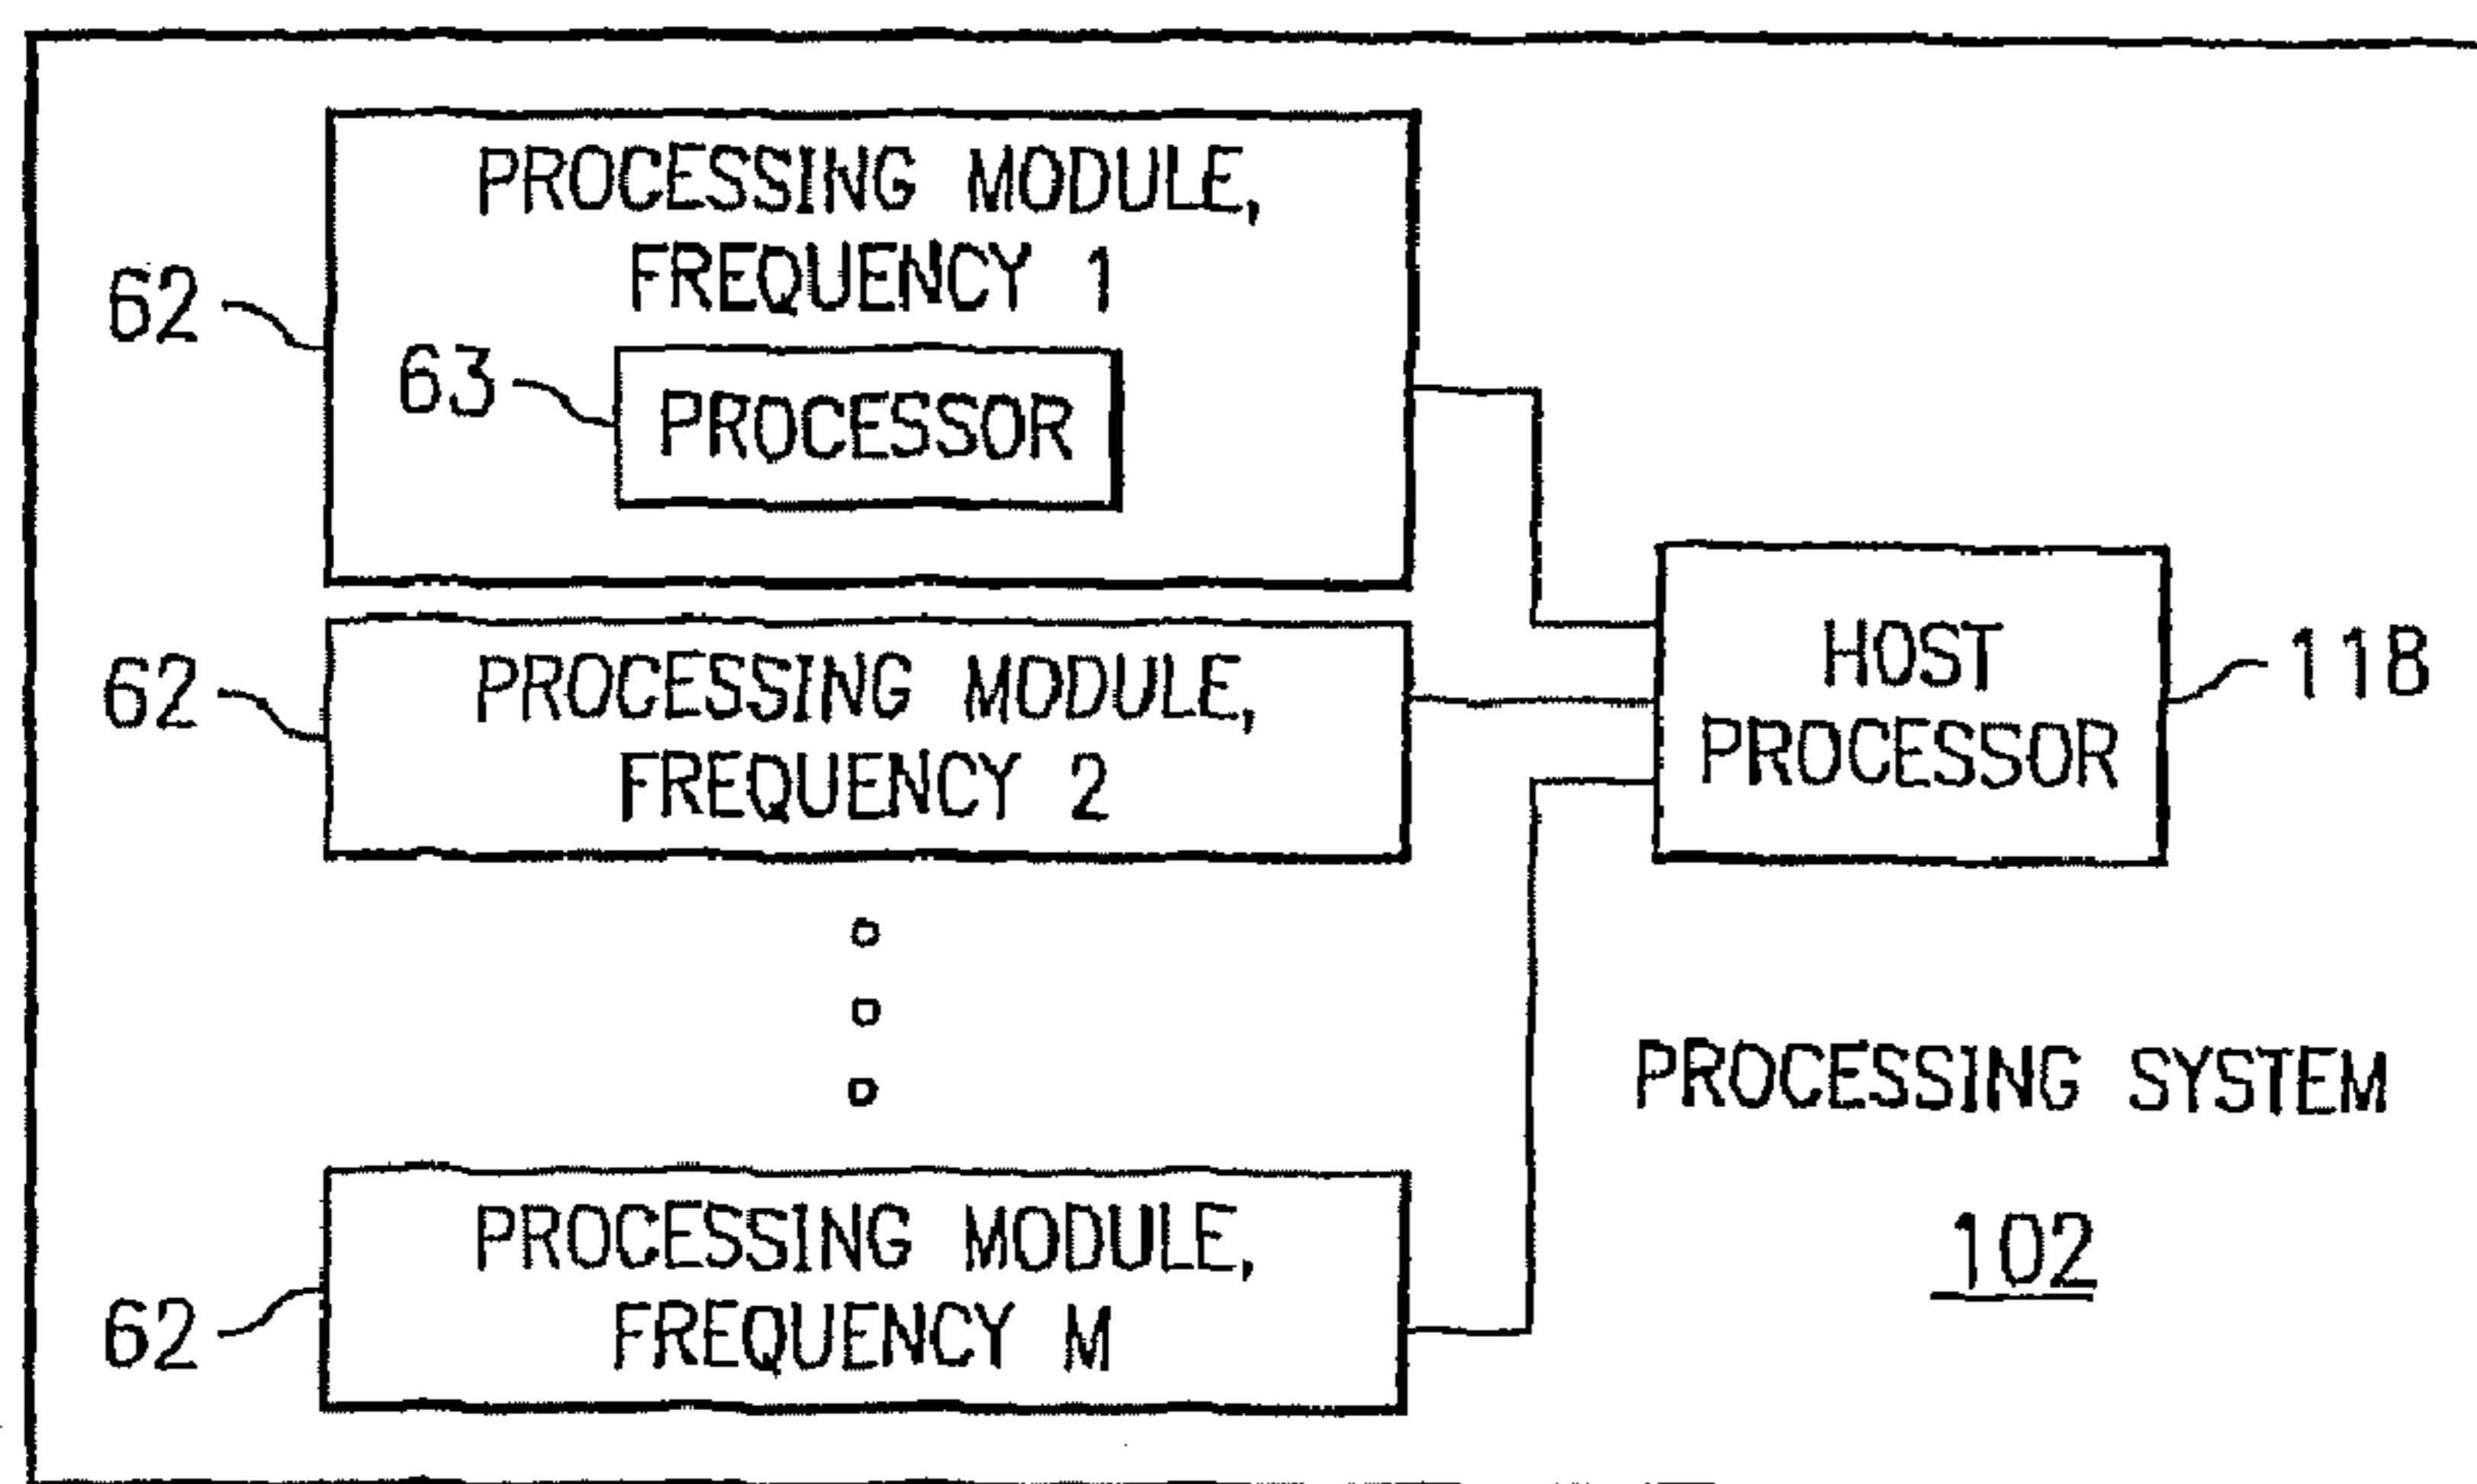 PROCESSING MODULE,
FREQUENCY 1
62
63
PROCESSOR
PROCESSING MODULE,
FREQUENCY 2
62
HOST
PROCESSOR
118
PROCESSING SYSTEM
102
PROCESSING MODULE,
FREQUENCY M
62